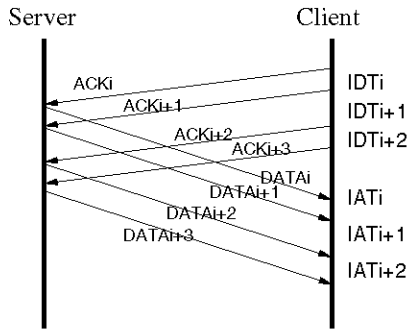 Server Client
ACKi
IDTi
ACKi+1
IDTi+1
ACKi+2
IDTi+2
ACKi+3
DATAi
DATAi+1
IATi
DATAi+2
DATAi+3
IATi+1
IATi+2